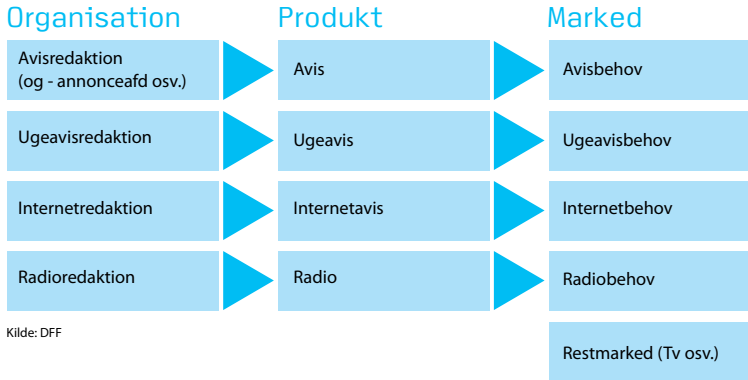 Organisation
Produkt
Marked
Avisredaktion
(og - annonceafd osv.)
Avis
Avisbehov
Ugeavisredaktion
Ugeavis
Ugeavisbehov
Internetredaktion
Internetavis
Internetbehov
Radioredaktion
Radio
Radiobehov
Kilde: DFF
Restmarked (Tv osv.)